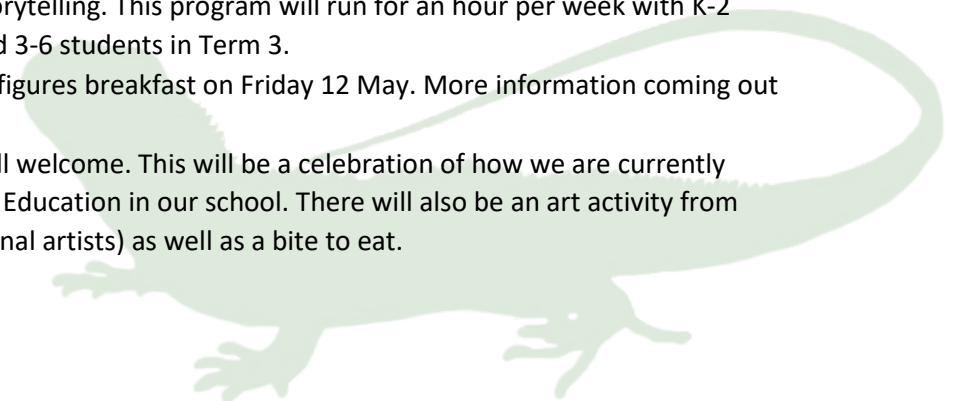 rytelling. This program will run for an hour per week with K-2
d 3-6 students in Term 3.
figures breakfast on Friday 12 May. More information coming out
ll welcome. This will be a celebration of how we are currently
Education in our school. There will also be an art activity from
nal artists) as well as a bite to eat.